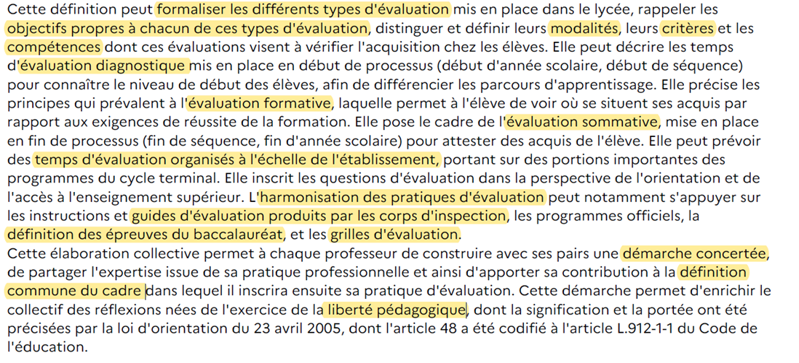 Cette définition peut formaliser les différents types d'évaluation mis en place dans le lycée, rappeler les
objectifs propres à chacun de ces types d'évaluation, distinguer et définir leurs modalités, leurs critères et les
compétences dont ces évaluations visent à vérifier l'acquisition chez les élèves. Elle peut décrire les temps
d'évaluation diagnostique mis en place en début de processus (début d'année scolaire, début de séquence)
pour connaître le niveau de début des élèves, afin de différencier les parcours d'apprentissage. Elle précise les
principes qui prévalent à l'évaluation formative, laquelle permet à l'élève de voir où se situent ses acquis par
rapport aux exigences de réussite de la formation. Elle pose le cadre de l'évaluation sommative, mise en place
en fin de processus (fin de séquence, fin d'année scolaire) pour attester des acquis de l'élève. Elle peut prévoir
des temps d'évaluation organisés à l'échelle de l'établissement, portant sur des portions importantes des
programmes du cycle terminal. Elle inscrit les questions d'évaluation dans la perspective de l'orientation et de
l'accès à l'enseignement supérieur. L'harmonisation des pratiques d'évaluation peut notamment s'appuyer sur
les instructions et guides d'évaluation produits par les corps d'inspection, les programmes officiels, la
définition des épreuves du baccalauréat, et les grilles d'évaluation.
Cette élaboration collective permet à chaque professeur de construire avec ses pairs une démarche concertée,
de partager l'expertise issue de sa pratique professionnelle et ainsi d'apporter sa contribution à la définition
commune du cadre dans lequel il inscrira ensuite sa pratique d'évaluation. Cette démarche permet d'enrichir le
collectif des réflexions nées de l'exercice de la liberté pédagogique, dont la signification et la portée ont été
précisées par la loi d'orientation du 23 avril 2005, dont l'article 48 a été codifié à l'article L.912-1-1 du Code de
l'éducation.